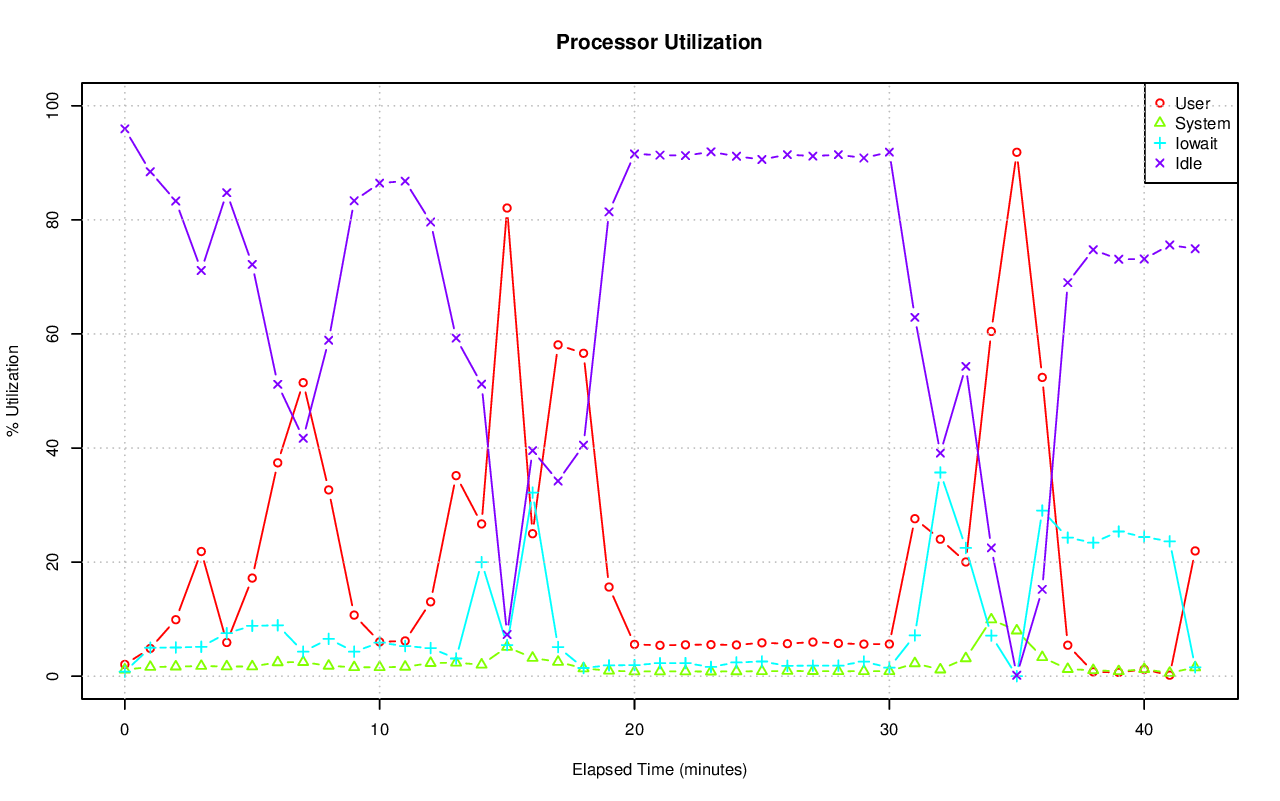 Processor Utilization
100
80
60
40
20
0
% Utilization
User
System
Iowait
Idle
0 10 20 30 40
Elapsed Time (minutes)